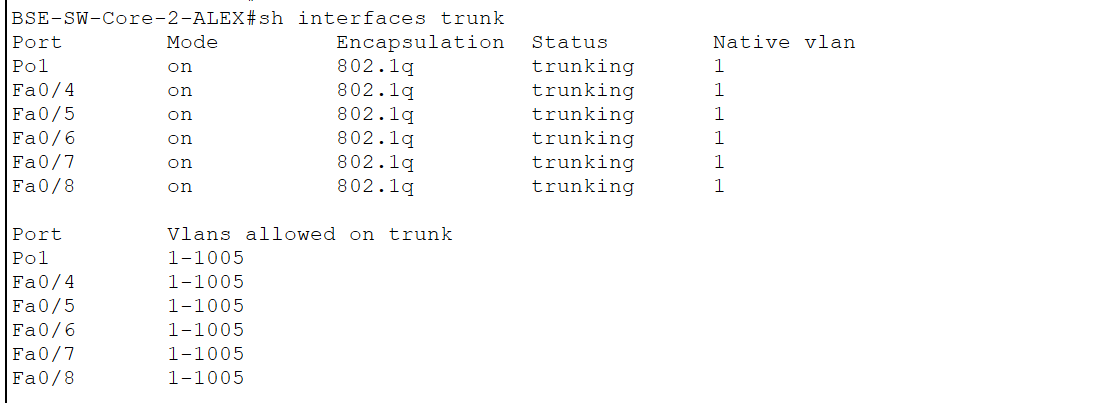 BSE-SW-Core-2-ALEX#sh interfaces trunk
Port        Mode         Encapsulation  Status        Native vlan
Po1         on           802.1q         trunking      1
Fa0/4       on           802.1q         trunking      1
Fa0/5       on           802.1q         trunking      1
Fa0/6       on           802.1q         trunking      1
Fa0/7       on           802.1q         trunking      1
Fa0/8       on           802.1q         trunking      1
Port        Vlans allowed on trunk
Po1         1-1005
Fa0/4       1-1005
Fa0/5       1-1005
Fa0/6       1-1005
Fa0/7       1-1005
Fa0/8       1-1005